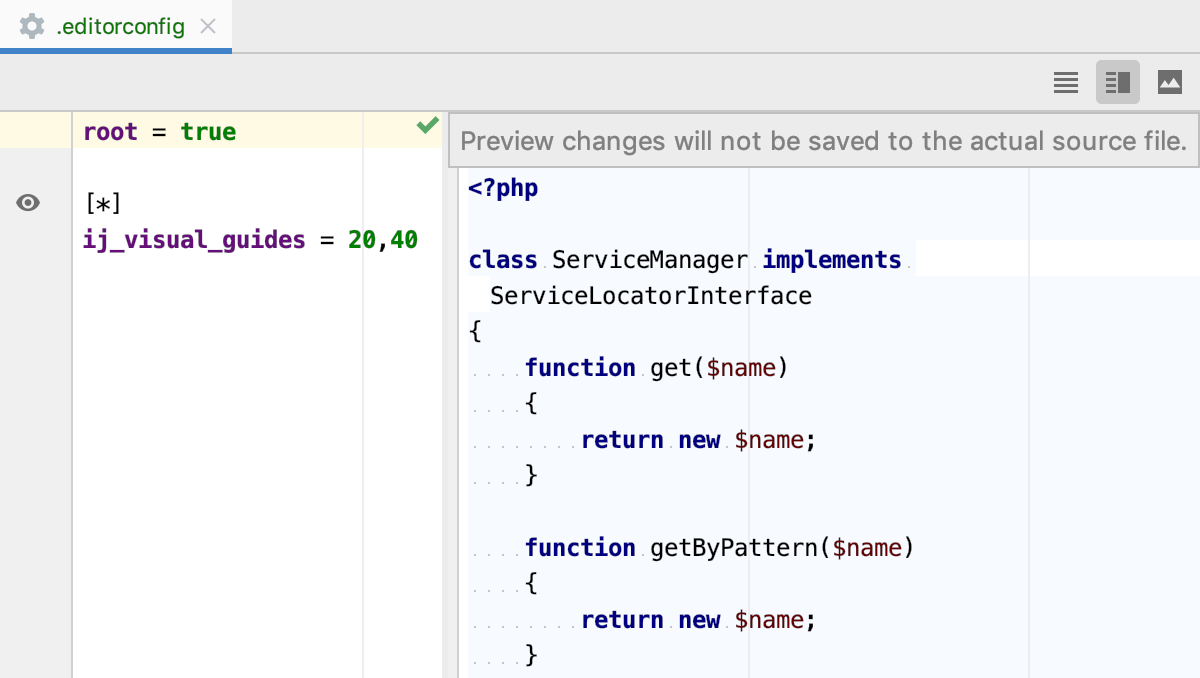 .editorconfig
root = true
[*]
ij_visual_guides = 20,40
Preview changes will not be saved to the actual source file.
<?php
class ServiceManager implements
ServiceLocatorInterface
{
function get($name)
{
return new $name;
}
function getByPattern($name)
{
return new $name;
}